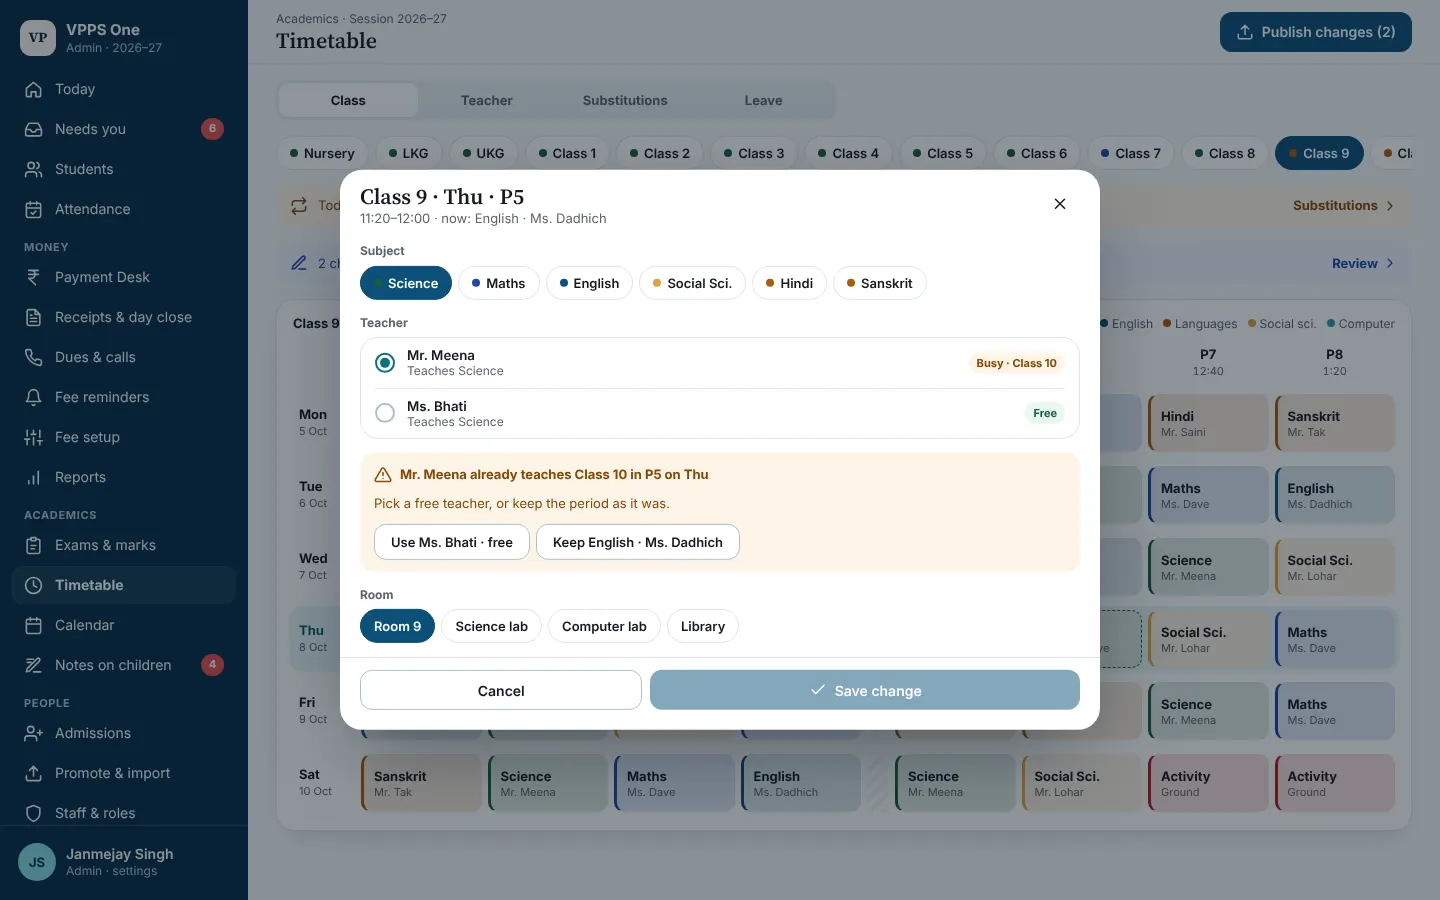 VP
VPPS One
Admin · 2026–27
Today
Needs you 6
Students
Attendance
MONEY
Payment Desk
Receipts & day close
Dues & calls
Fee reminders
Fee setup
Reports
ACADEMICS
Exams & marks
Timetable
Calendar
Notes on children 4
PEOPLE
Admissions
Promote & import
Staff & roles
JS
Janmejay Singh
Admin · settings
Academics · Session 2026–27
Timetable
Publish changes (2)
Class Teacher Substitutions Leave
Nursery LKG UKG Class 1 Class 2 Class 3 Class 4 Class 5 Class 6 Class 7 Class 8 Class 9
Substitutions
2
Review
Class 9 English Languages Social sci. Computer
P7 P8
12:40 1:20
Class 9 · Thu · P5
11:20–12:00 · now: English · Ms. Dadhich
Subject
Science Maths English Social Sci. Hindi Sanskrit
Teacher
Mr. Meena
Teaches Science
Busy · Class 10
Ms. Bhati
Teaches Science
Free
Mr. Meena already teaches Class 10 in P5 on Thu
Pick a free teacher, or keep the period as it was.
Use Ms. Bhati · free Keep English · Ms. Dadhich
Room
Room 9 Science lab Computer lab Library
Cancel Save change
Mon Hindi Sanskrit
5 Oct Mr. Saini Mr. Tak
Tue Maths English
6 Oct Ms. Dave Ms. Dadhich
Wed Science Social Sci.
7 Oct Mr. Meena Mr. Lohar
Thu Social Sci. Maths
8 Oct Mr. Lohar Ms. Dave
Fri Science Maths
9 Oct Mr. Meena Ms. Dave
Sat Sanskrit Science Maths English Science Social Sci. Activity Activity
10 Oct Mr. Tak Mr. Meena Ms. Dave Ms. Dadhich Mr. Meena Mr. Lohar Ground Ground